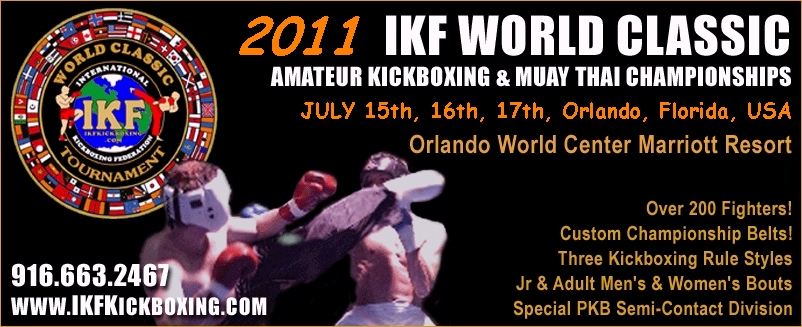 2011 IKF WORLD CLASSIC
AMATEUR KICKBOXING & MUAY THAI CHAMPIONSHIPS
JULY 15th, 16th, 17th, Orlando, Florida, USA
Orlando World Center Marriott Resort
WORLD CLASSIC
INTERNATIONAL
IKF
IKFKICKBOXING
.COM
KICKBOXING FEDERATION
TOURNAMENT
Over 200 Fighters!
Custom Championship Belts!
Three Kickboxing Rule Styles
Jr & Adult Men's & Women's Bouts
Special PKB Semi-Contact Division
916.663.2467
WWW.IKFKICKBOXING.COM